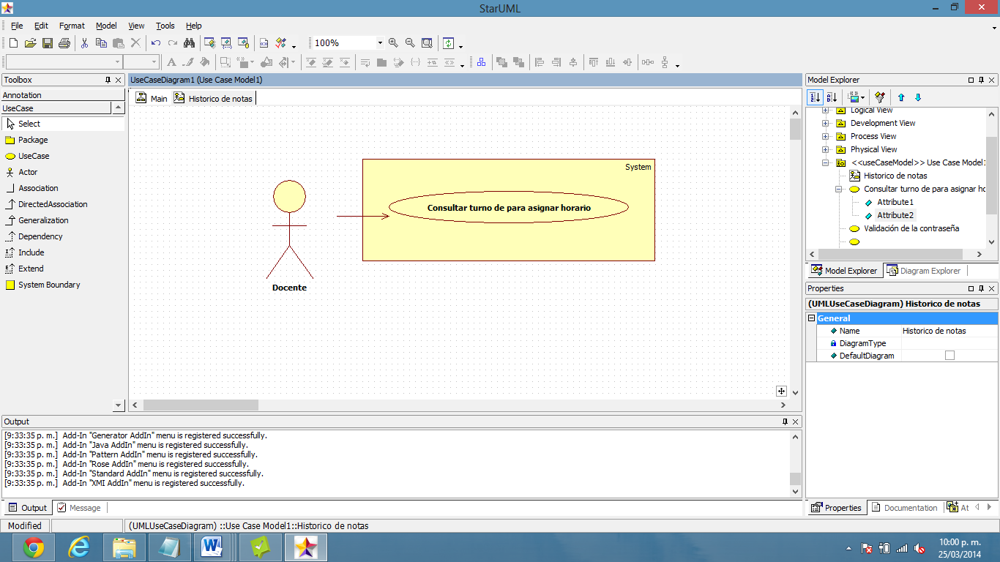 StarUML
File Edit Format Model View Tools Help
100%
Toolbox
Annotation
UseCase
Select
Package
UseCase
Actor
Association
DirectedAssociation
Generalization
Dependency
Include
Extend
System Boundary
UseCaseDiagram1 (Use Case Model1)
Main Historico de notas
System
Consultar turno de para asignar horario
Docente
Model Explorer
Logical View
Development View
Process View
Physical View
<<useCaseModel>> Use Case Model1
Historico de notas
Consultar turno de para asignar ho
Attribute1
Attribute2
Validación de la contraseña
Model Explorer Diagram Explorer
Properties
(UMLUseCaseDiagram) Historico de notas
General
Name Historico de notas
DiagramType
DefaultDiagram
Output
[9:33:35 p. m.] Add-In "Generator AddIn" menu is registered successfully.
[9:33:35 p. m.] Add-In "Java AddIn" menu is registered successfully.
[9:33:35 p. m.] Add-In "Pattern AddIn" menu is registered successfully.
[9:33:35 p. m.] Add-In "Rose AddIn" menu is registered successfully.
[9:33:35 p. m.] Add-In "Standard AddIn" menu is registered successfully.
[9:33:35 p. m.] Add-In "XMI AddIn" menu is registered successfully.
Output Message
Properties Documentation At
Modified (UMLUseCaseDiagram) ::Use Case Model1::Historico de notas
10:00 p. m.
25/03/2014